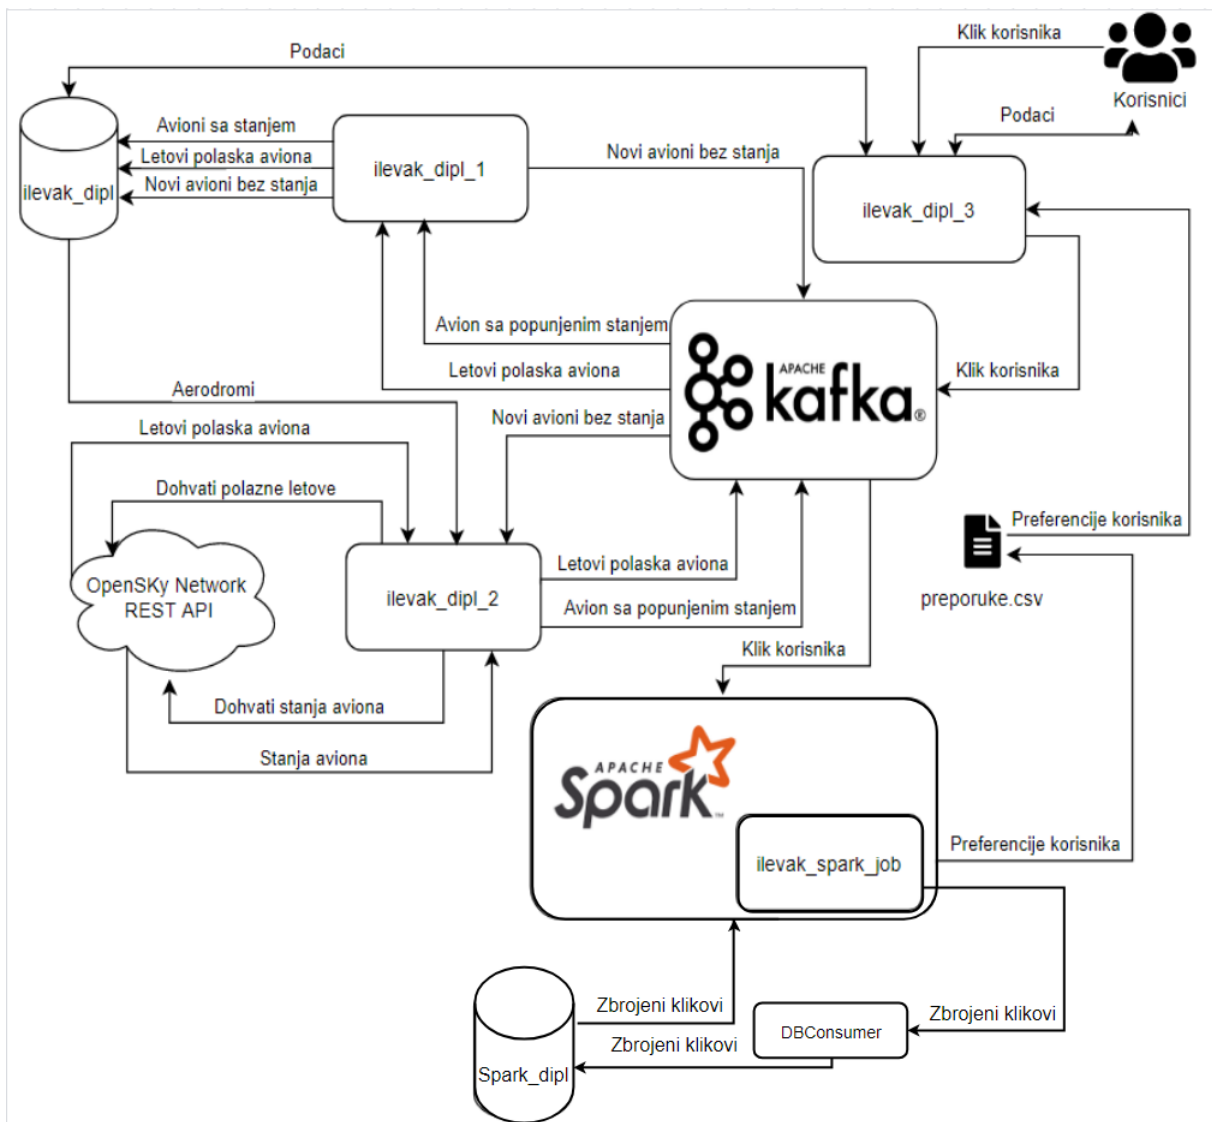 Klik korisnika
Podaci
Korisnici
Podaci
Avioni sa stanjem
Letovi polaska aviona
Novi avioni bez stanja
ilevak_dipl
ilevak_dipl_1
Novi avioni bez stanja
ilevak_dipl_3
Avion sa popunjenim stanjem
Letovi polaska aviona
Novi avioni bez stanja
APACHE
kafka®
Klik korisnika
Aerodromi
Letovi polaska aviona
Dohvati polazne letove
OpenSKy Network
REST API
ilevak_dipl_2
Letovi polaska aviona
Avion sa popunjenim stanjem
Preferencije korisnika
preporuke.csv
Klik korisnika
Dohvati stanja aviona
Stanja aviona
APACHE
Spark™
ilevak_spark_job
Preferencije korisnika
Zbrojeni klikovi
Zbrojeni klikovi
DBConsumer
Zbrojeni klikovi
Spark_dipl